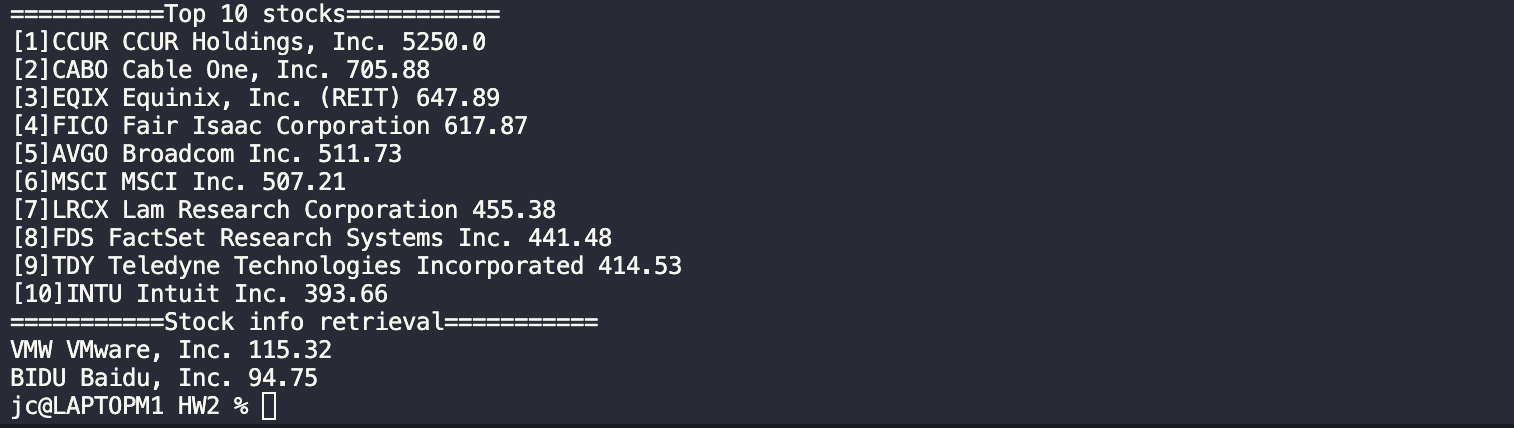 ===========Top 10 stocks===========
[1]CCUR CCUR Holdings, Inc. 5250.0
[2]CABO Cable One, Inc. 705.88
[3]EQIX Equinix, Inc. (REIT) 647.89
[4]FICO Fair Isaac Corporation 617.87
[5]AVGO Broadcom Inc. 511.73
[6]MSCI MSCI Inc. 507.21
[7]LRCX Lam Research Corporation 455.38
[8]FDS FactSet Research Systems Inc. 441.48
[9]TDY Teledyne Technologies Incorporated 414.53
[10]INTU Intuit Inc. 393.66
===========Stock info retrieval===========
VMW VMware, Inc. 115.32
BIDU Baidu, Inc. 94.75
jc@LAPTOPM1 HW2 %